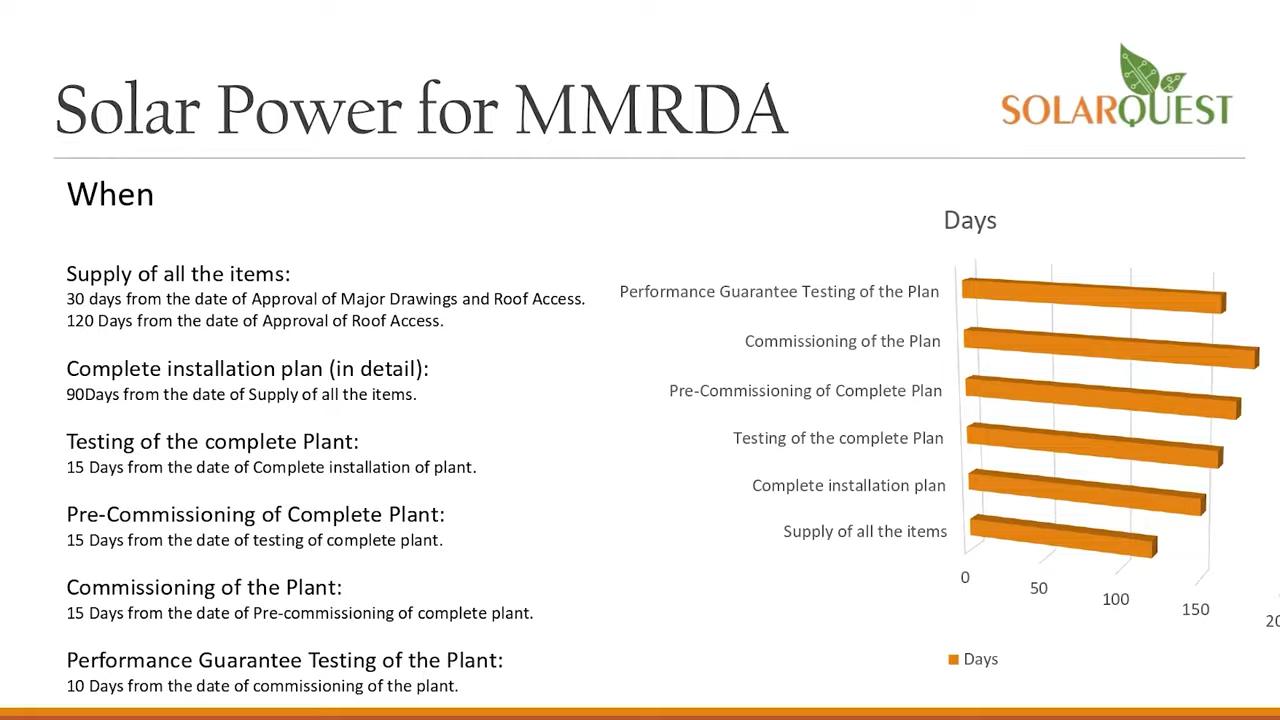 Solar Power for MMRDA
SOLARQUEST
When
Supply of all the items:
30 days from the date of Approval of Major Drawings and Roof Access.
120 Days from the date of Approval of Roof Access.
Complete installation plan (in detail):
90Days from the date of Supply of all the items.
Testing of the complete Plant:
15 Days from the date of Complete installation of plant.
Pre-Commissioning of Complete Plant:
15 Days from the date of testing of complete plant.
Commissioning of the Plant:
15 Days from the date of Pre-commissioning of complete plant.
Performance Guarantee Testing of the Plant:
10 Days from the date of commissioning of the plant.
Days
Performance Guarantee Testing of the Plan
Commissioning of the Plan
Pre-Commissioning of Complete Plan
Testing of the complete Plan
Complete installation plan
Supply of all the items
0
50
100
150
Days